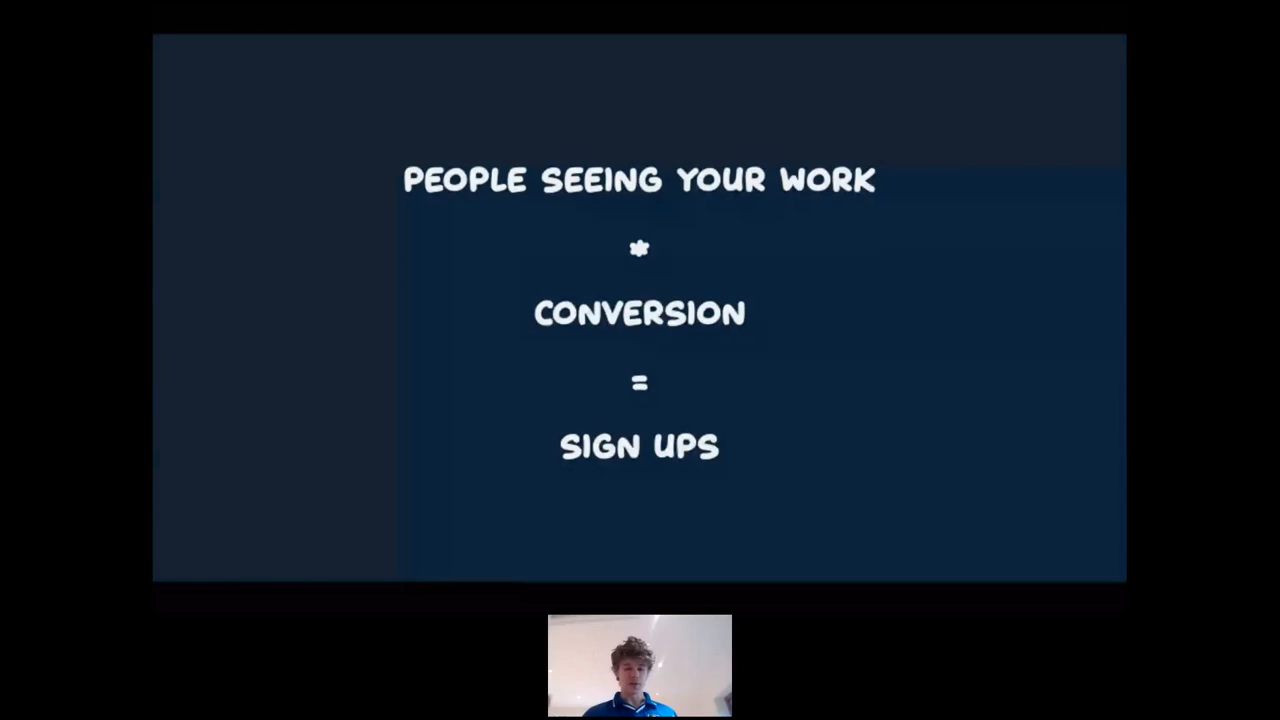 PEOPLE SEEING YOUR WORK
*
CONVERSION
=
SIGN UPS